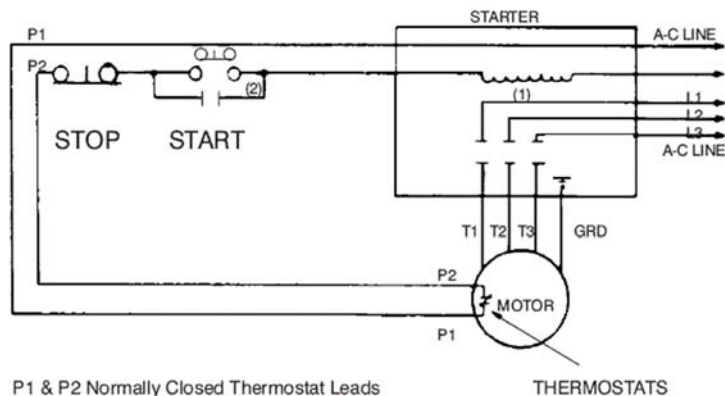 STARTER
P1
A-C LINE
P2
(2)
(1)
L1
L2
L3
A-C LINE
STOP
START
T1
T2
T3
GRD
P2
MOTOR
P1
P1 & P2 Normally Closed Thermostat Leads
THERMOSTATS